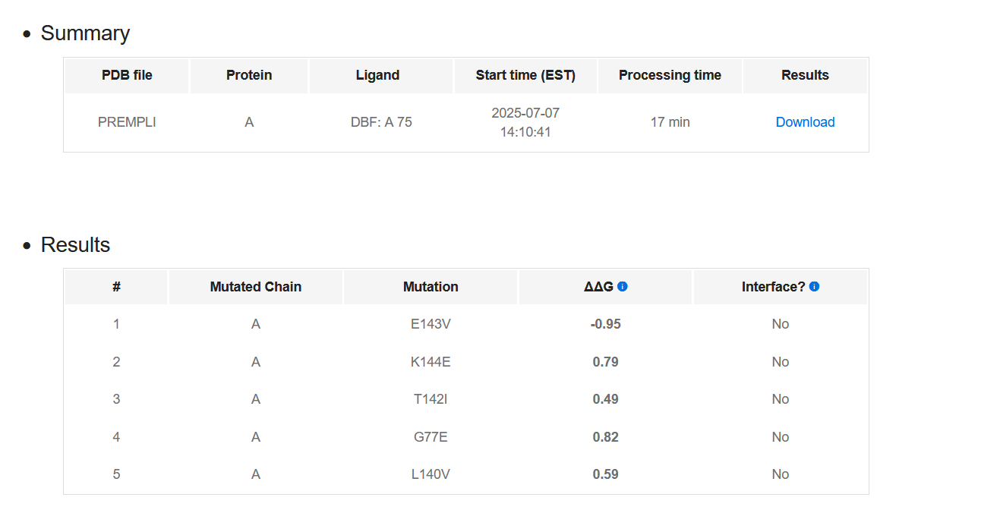 Summary
PDB file Protein Ligand Start time (EST) Processing time Results
PREMPLI A DBF: A 75 2025-07-07 14:10:41 17 min Download
Results
# Mutated Chain Mutation ΔΔG i Interface? i
1 A E143V -0.95 No
2 A K144E 0.79 No
3 A T142I 0.49 No
4 A G77E 0.82 No
5 A L140V 0.59 No